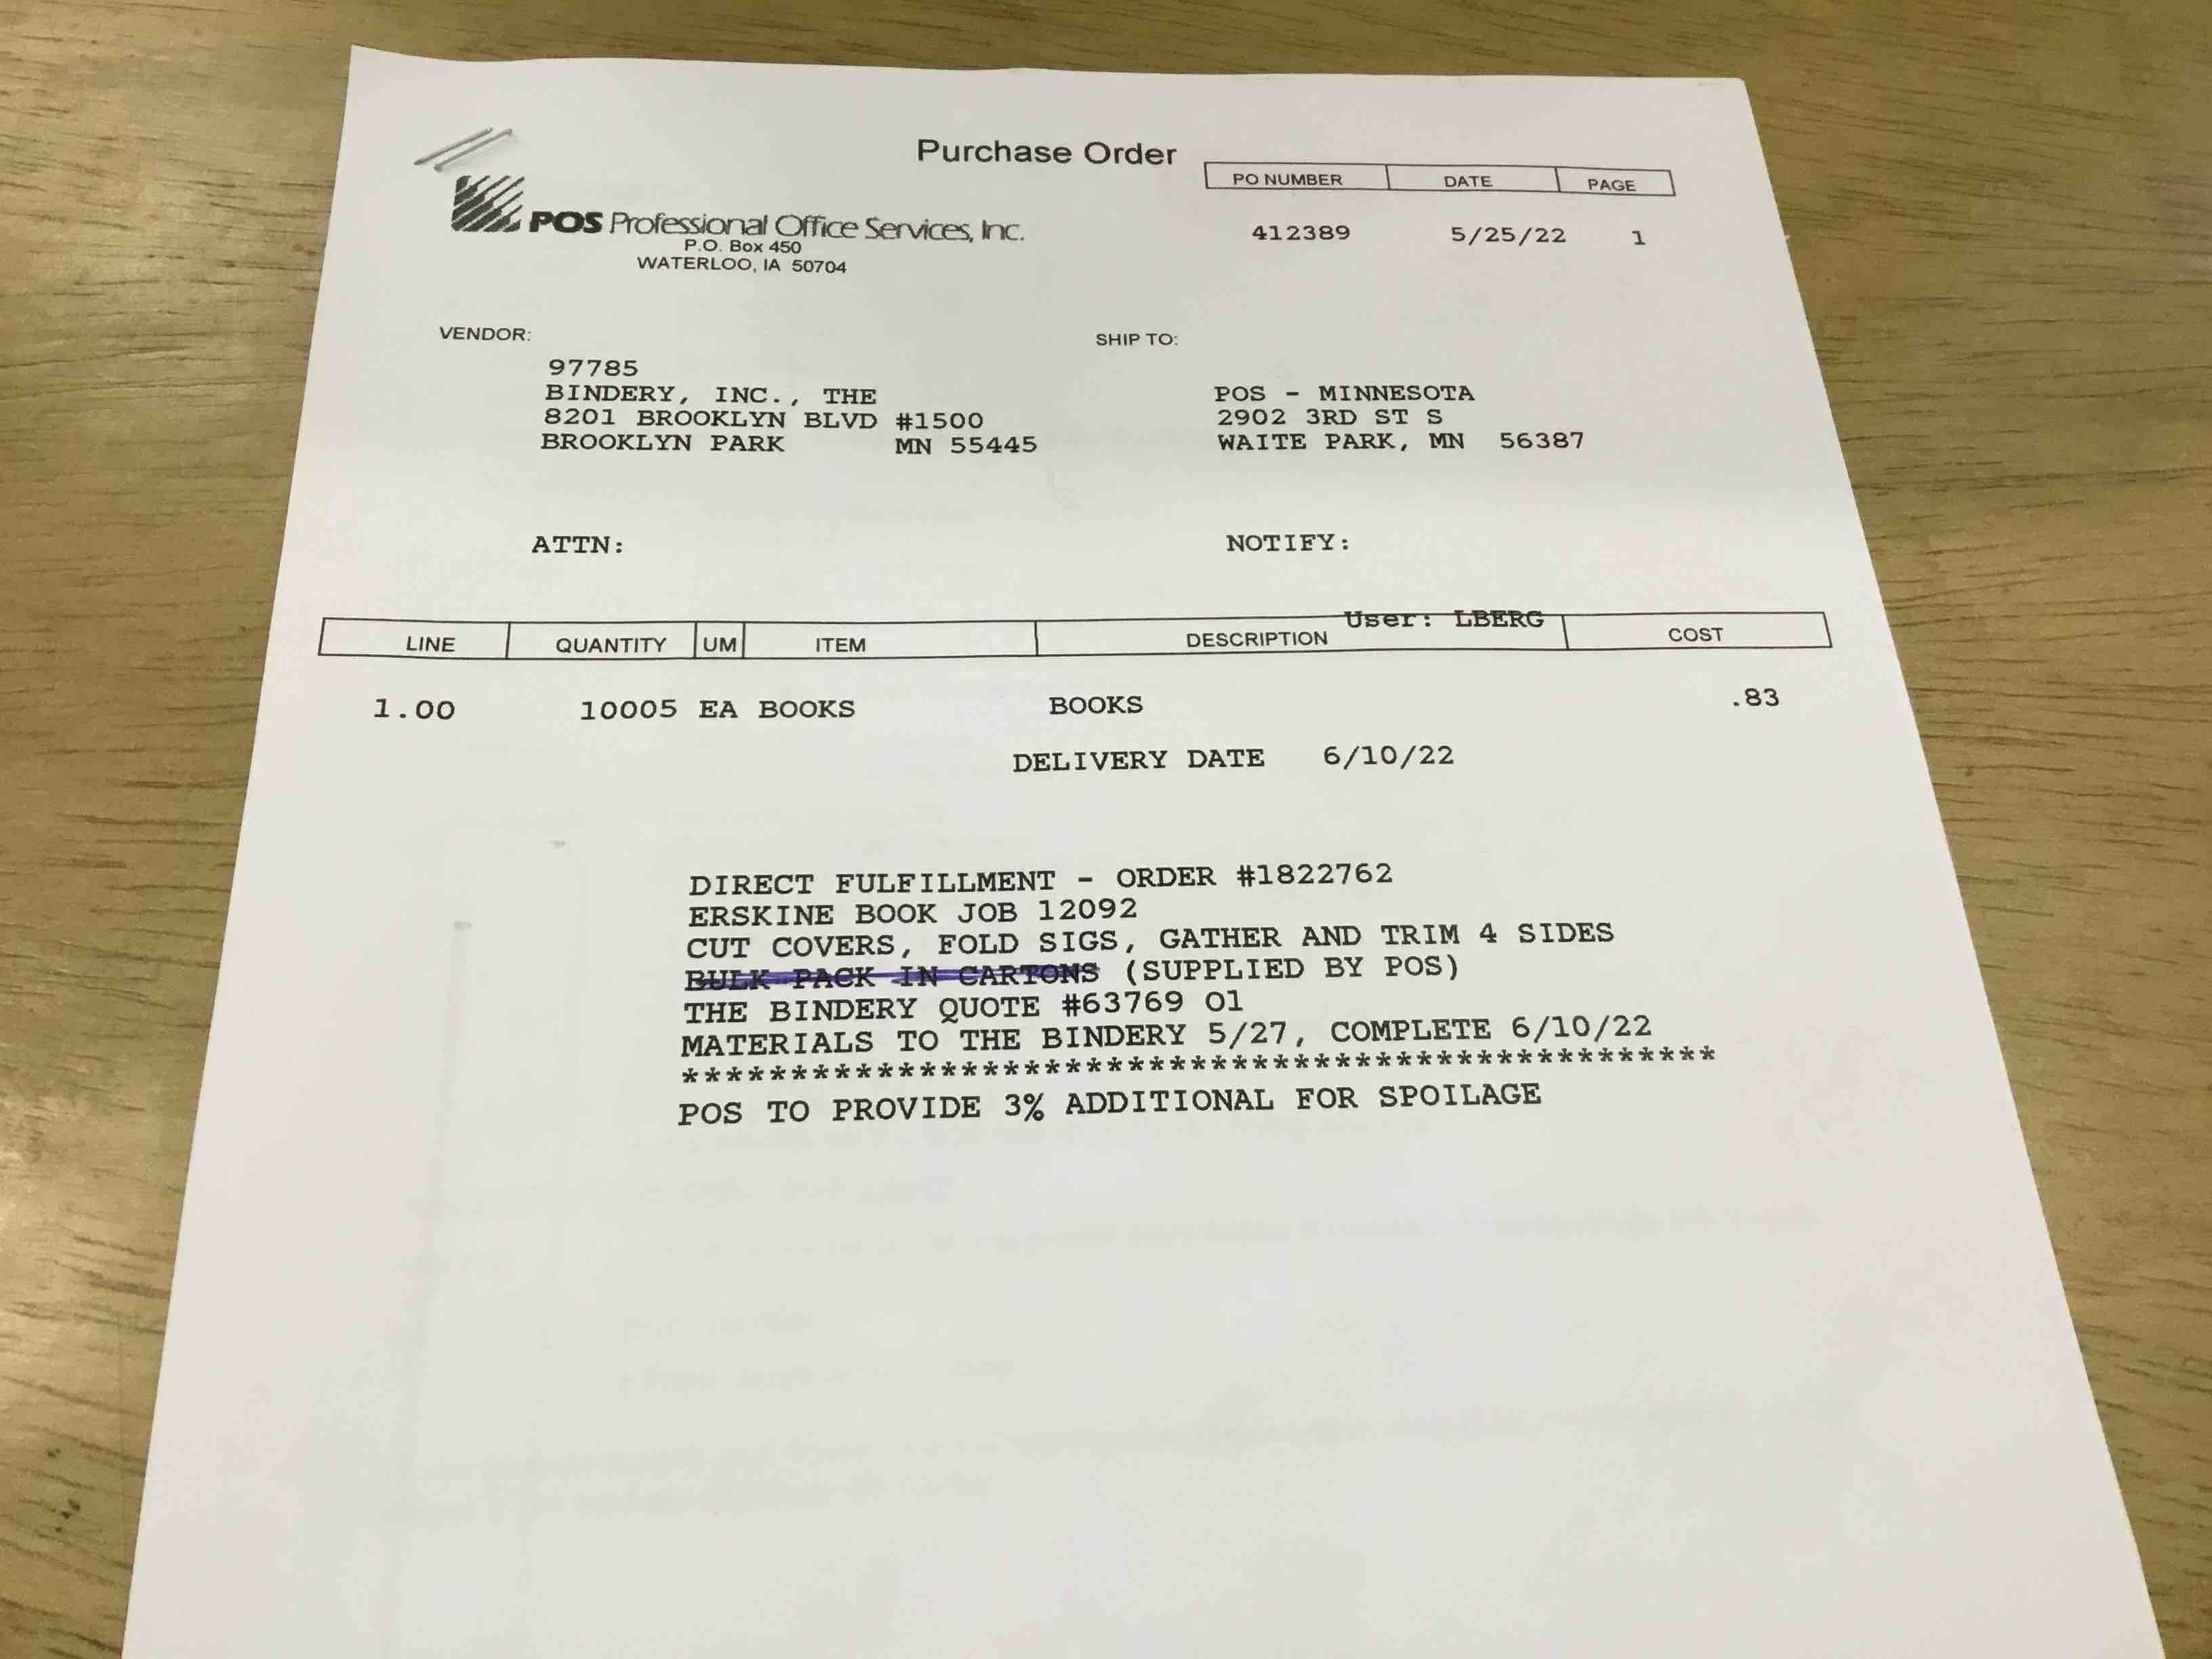 Purchase Order
PO NUMBER DATE PAGE
POS Professional Office Services, Inc.
P.O. Box 450
WATERLOO, IA 50704
412389 5/25/22 1
VENDOR:
97785
BINDERY, INC., THE
8201 BROOKLYN BLVD #1500
BROOKLYN PARK MN 55445
SHIP TO:
POS - MINNESOTA
2902 3RD ST S
WAITE PARK, MN 56387
ATTN:
NOTIFY:
User: LBERG
LINE QUANTITY UM ITEM DESCRIPTION COST
1.00 10005 EA BOOKS BOOKS .83
DELIVERY DATE 6/10/22
DIRECT FULFILLMENT - ORDER #1822762
ERSKINE BOOK JOB 12092
CUT COVERS, FOLD SIGS, GATHER AND TRIM 4 SIDES
BULK PACK IN CARTONS (SUPPLIED BY POS)
THE BINDERY QUOTE #63769 01
MATERIALS TO THE BINDERY 5/27, COMPLETE 6/10/22
************************************************
POS TO PROVIDE 3% ADDITIONAL FOR SPOILAGE